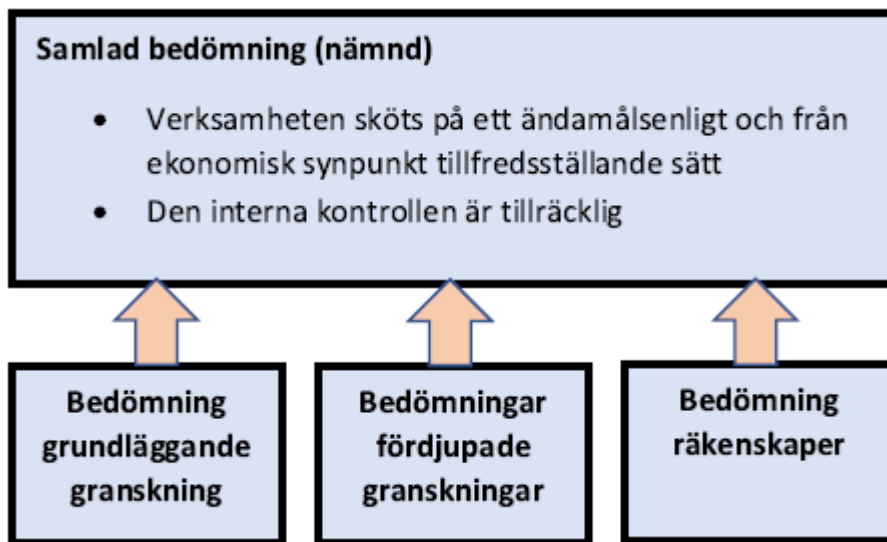 Samlad bedömning (nämnd)
• Verksamheten sköts på ett ändamålsenligt och från
ekonomisk synpunkt tillfredsställande sätt
• Den interna kontrollen är tillräcklig
Bedömning
grundläggande
granskning
Bedömningar
fördjupade
granskningar
Bedömning
räkenskaper